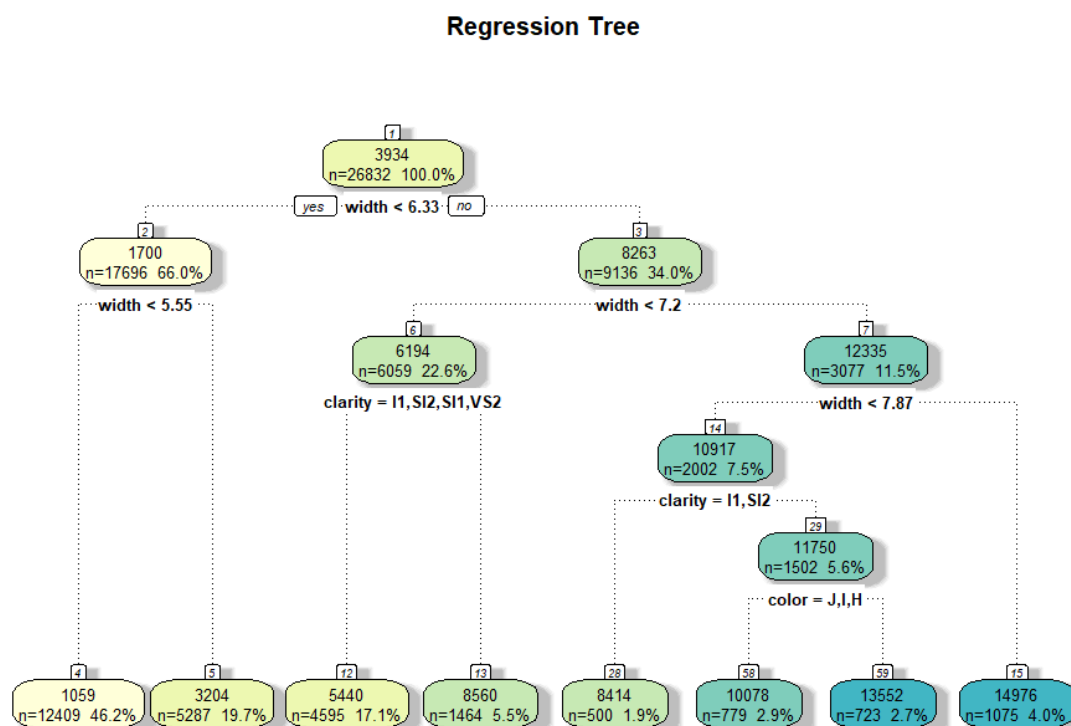 Regression Tree
1
3934
n=26832 100.0%
yes width < 6.33 no
2
1700
n=17696 66.0%
width < 5.55
3
8263
n=9136 34.0%
width < 7.2
6
6194
n=6059 22.6%
clarity = I1,SI2,SI1,VS2
7
12335
n=3077 11.5%
width < 7.87
14
10917
n=2002 7.5%
clarity = I1,SI2
29
11750
n=1502 5.6%
color = J,I,H
4
1059
n=12409 46.2%
5
3204
n=5287 19.7%
12
5440
n=4595 17.1%
13
8560
n=1464 5.5%
28
8414
n=500 1.9%
58
10078
n=779 2.9%
59
13552
n=723 2.7%
15
14976
n=1075 4.0%